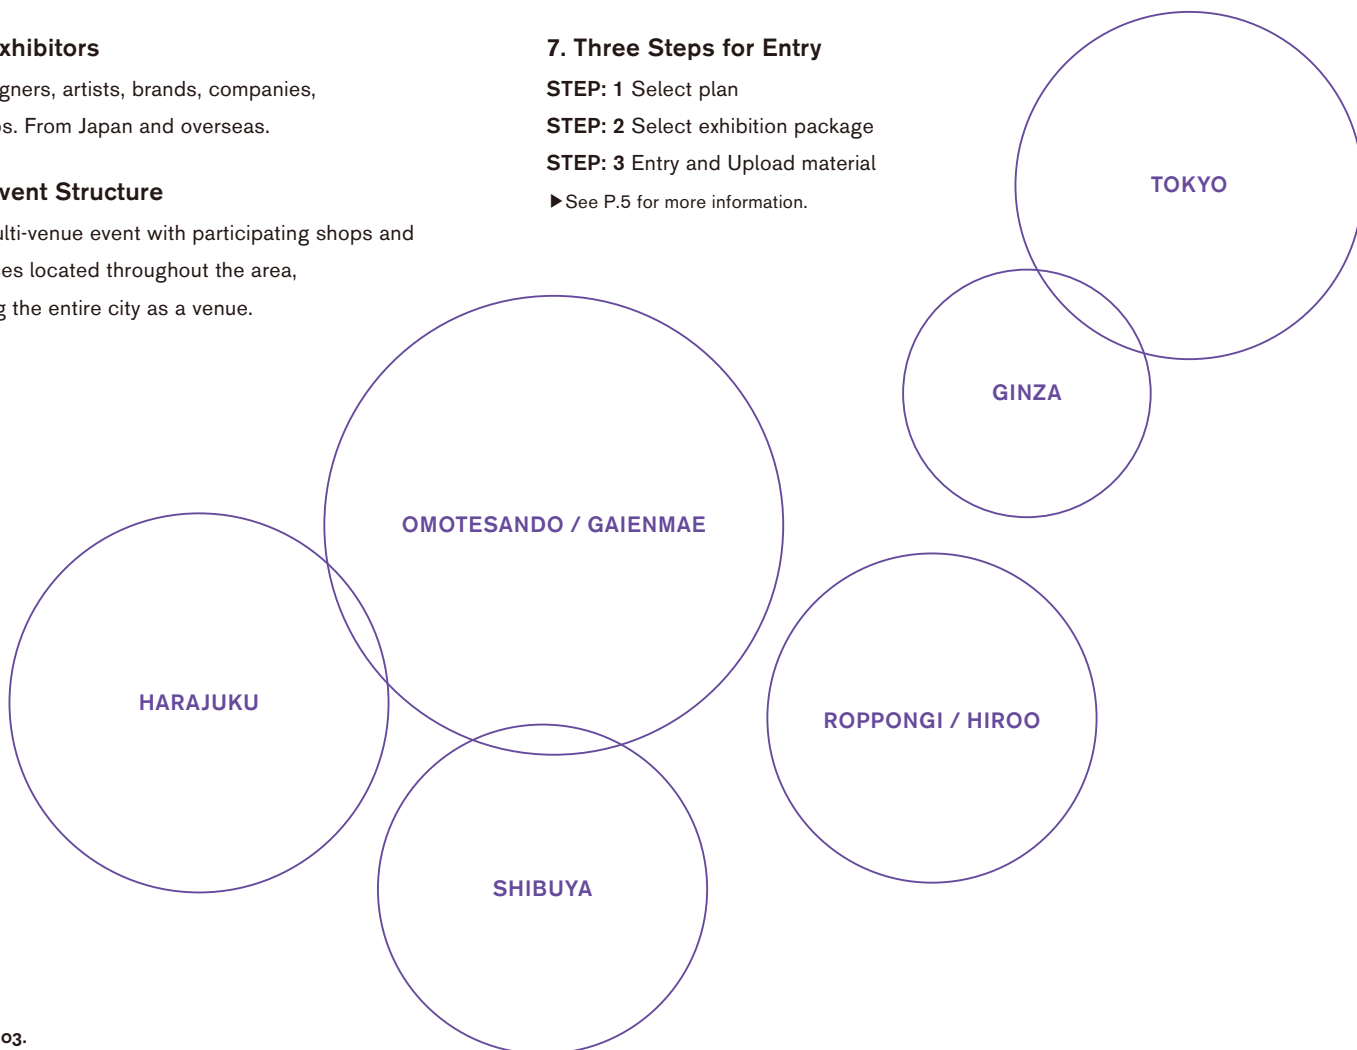 xhibitors
gners, artists, brands, companies,
os. From Japan and overseas.
vent Structure
ulti-venue event with participating shops and
es located throughout the area,
g the entire city as a venue.
7. Three Steps for Entry
STEP: 1 Select plan
STEP: 2 Select exhibition package
STEP: 3 Entry and Upload material
▶See P.5 for more information.
TOKYO
GINZA
OMOTESANDO / GAIENMAE
HARAJUKU
ROPPONGI / HIROO
SHIBUYA
03.